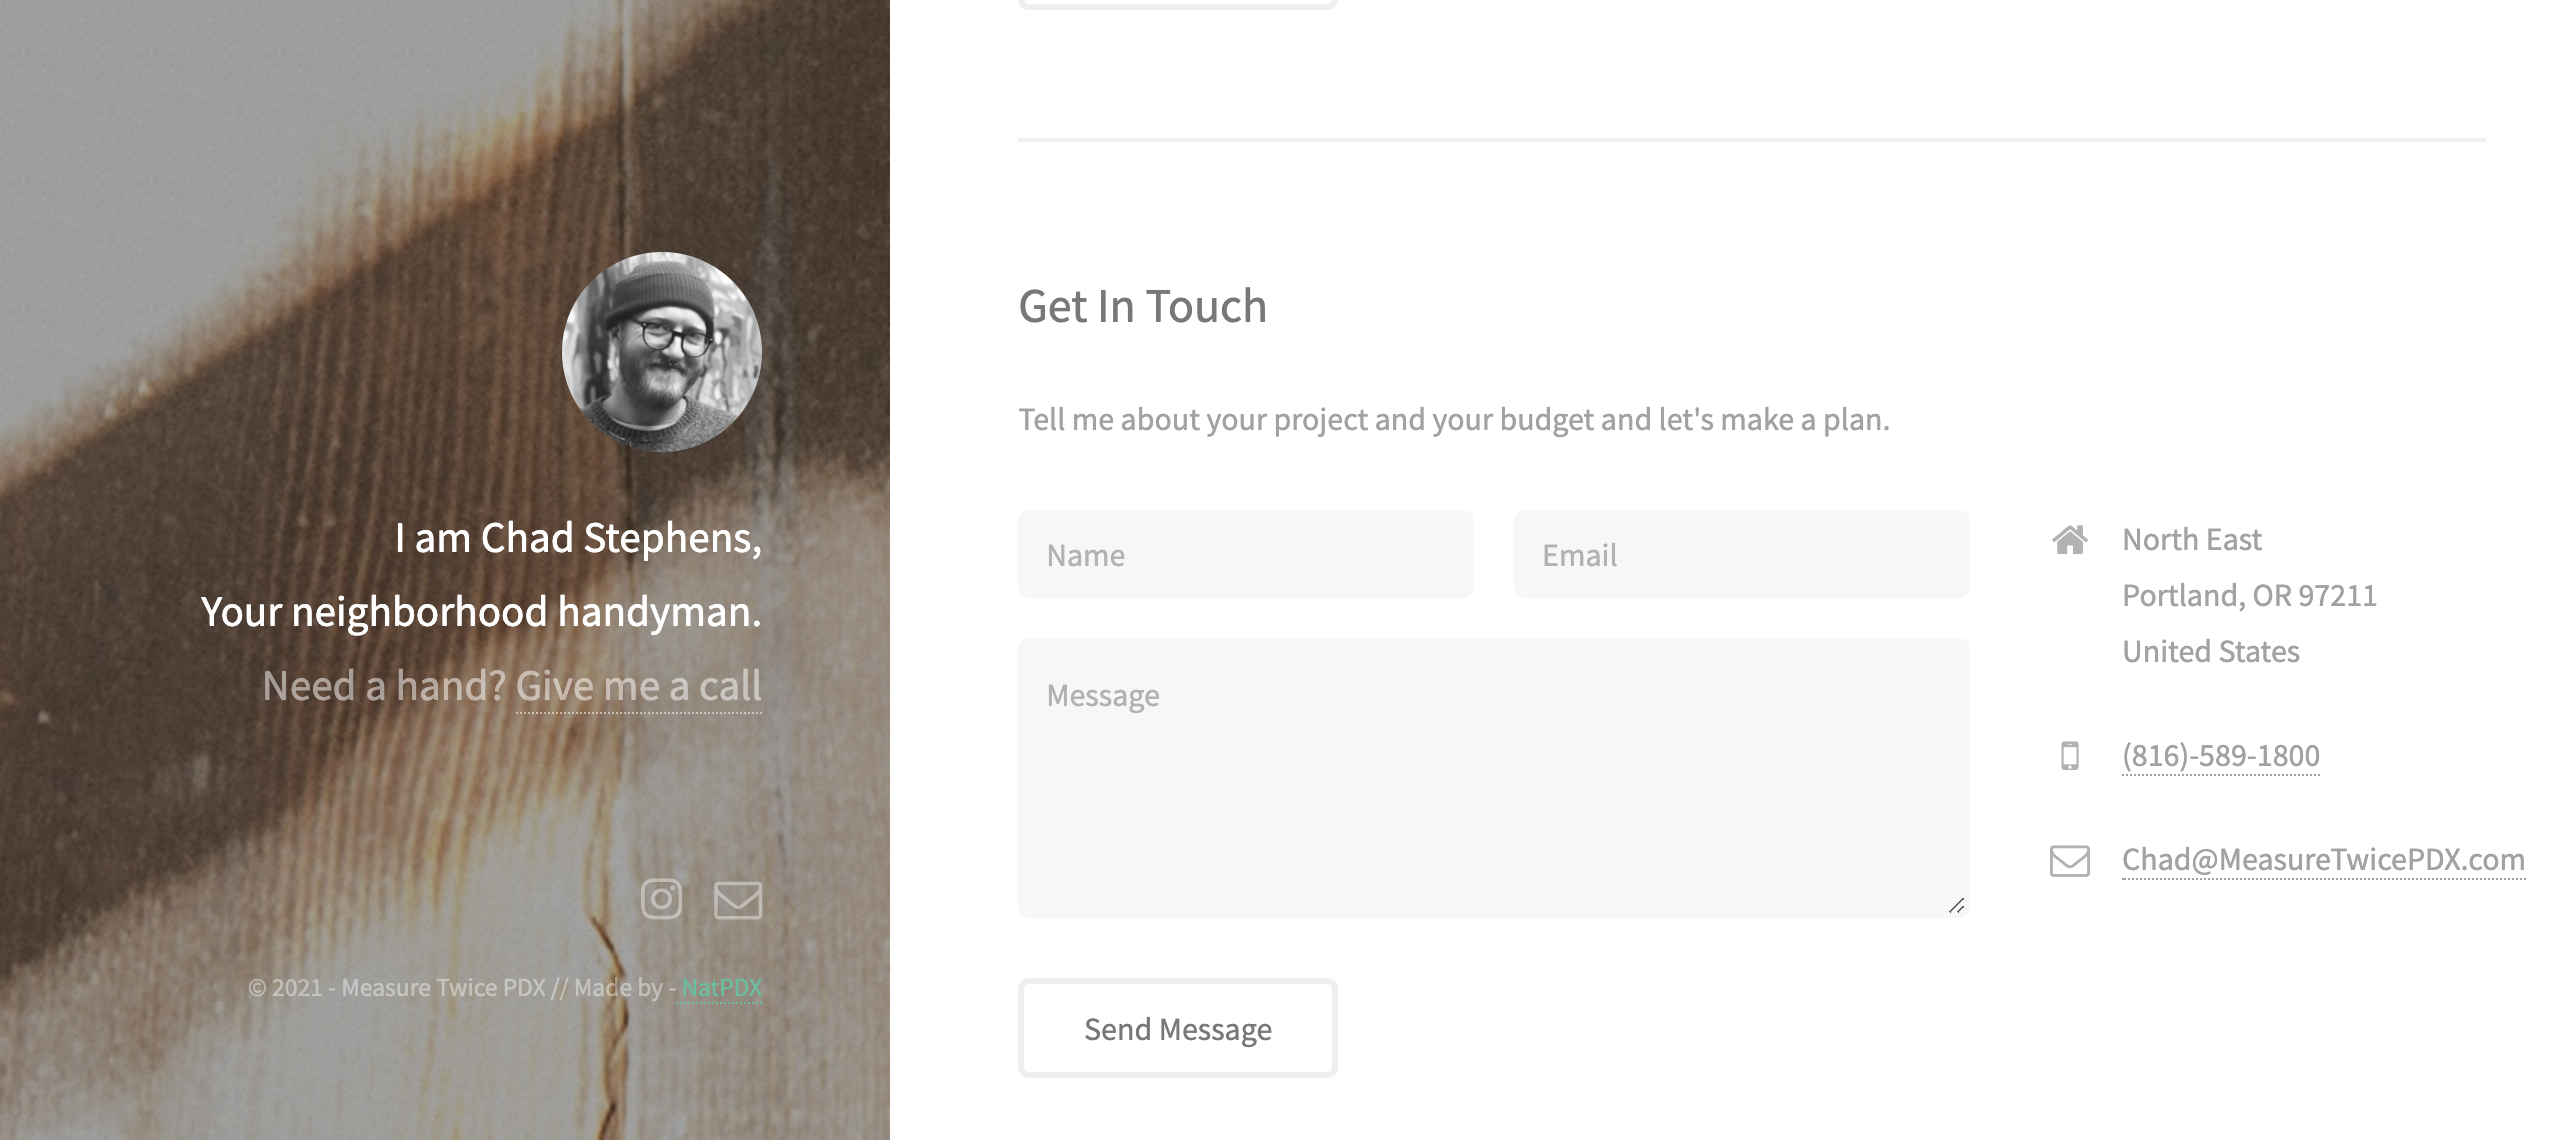 I am Chad Stephens,
Your neighborhood handyman.
Need a hand? Give me a call
© 2021 - Measure Twice PDX // Made by - NatPDX
Get In Touch
Tell me about your project and your budget and let's make a plan.
Name
Email
Message
Send Message
North East
Portland, OR 97211
United States
(816)-589-1800
Chad@MeasureTwicePDX.com